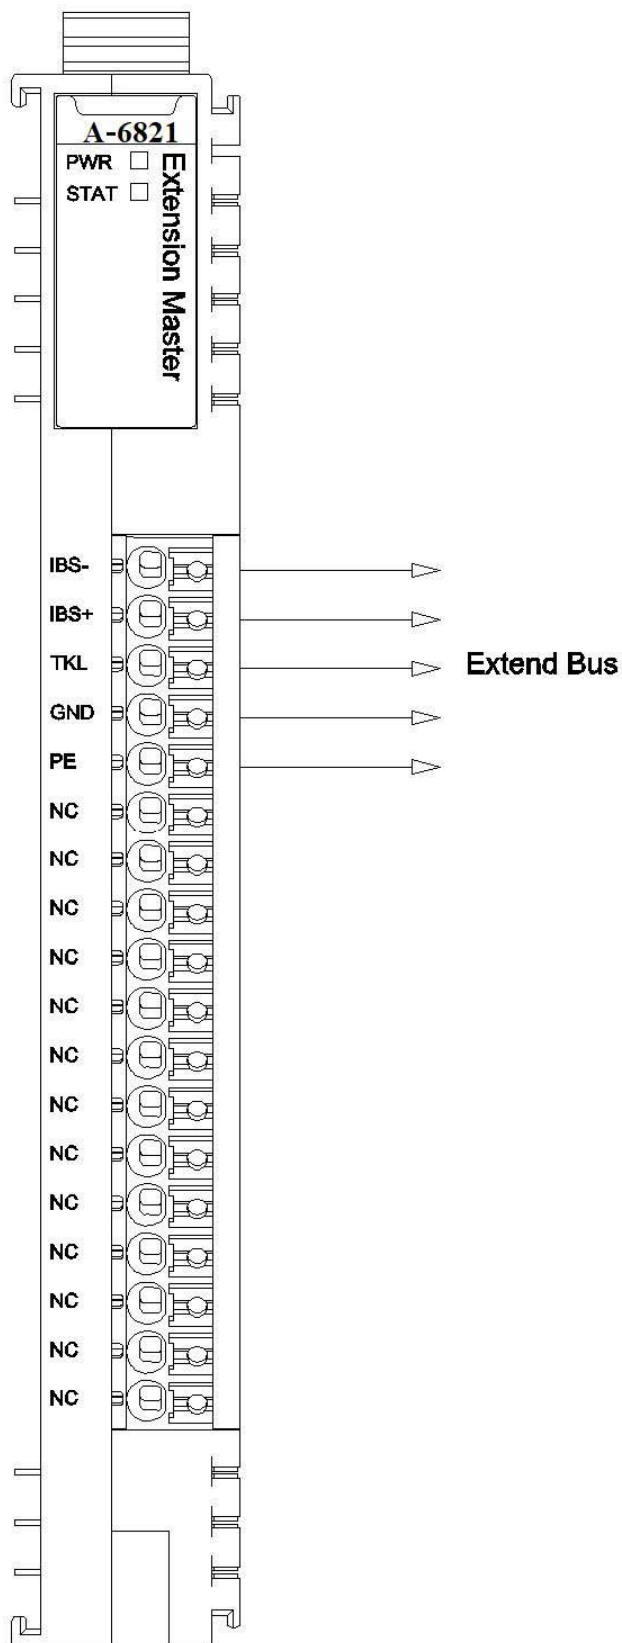 A-6821
PWR
STAT
Extension Master
IBS-
IBS+
TKL
Extend Bus
GND
PE
NC
NC
NC
NC
NC
NC
NC
NC
NC
NC
NC
NC
NC